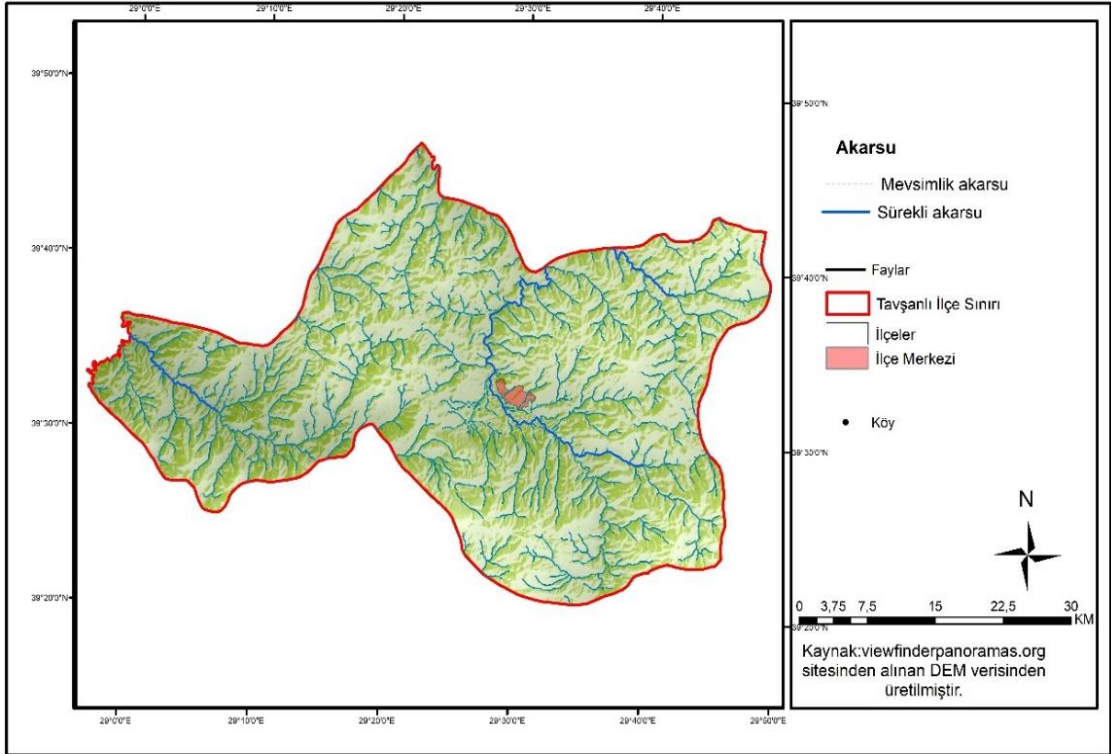 29°0'0"E
29°10'0"E
29°20'0"E
29°30'0"E
29°40'0"E
39°50'0"N
39°40'0"N
39°30'0"N
39°20'0"N
39°50'0"N
39°40'0"N
39°30'0"N
39°20'0"N
29°0'0"E
29°10'0"E
29°20'0"E
29°30'0"E
29°40'0"E
29°50'0"E
Akarsu
Mevsimlik akarsu
Sürekli akarsu
Faylar
Tavşanlı İlçe Sınırı
İlçeler
İlçe Merkezi
Köy
N
0 3,75 7,5 15 22,5 30
KM
Kaynak:viewfinderpanoramas.org
sitesinden alınan DEM verisinden
üretilmiştir.